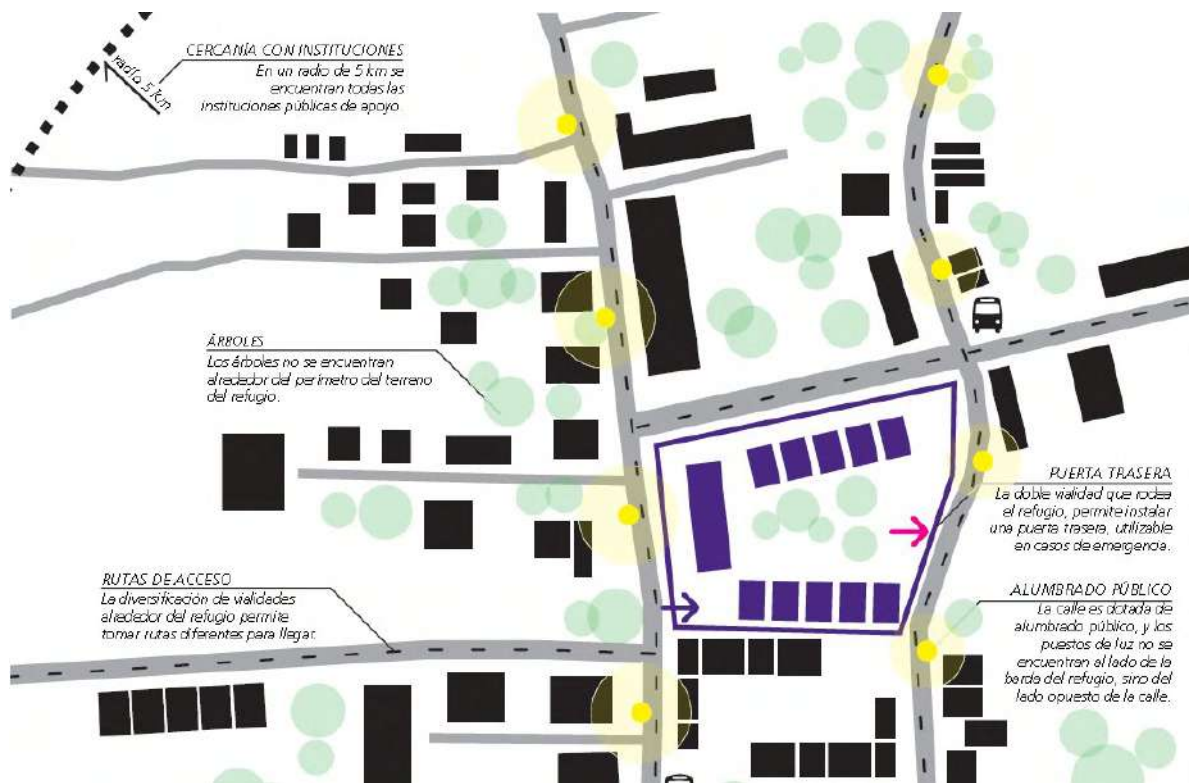 CERCANÍA CON INSTITUCIONES
En un radio de 5 km se
encuentran todas las
instituciones públicas de apoyo.
radio 5 km
ÁRBOLES
Los árboles no se encuentran
alrededor del perímetro del terreno
del refugio.
PUERTA TRASERA
La doble vialidad que rodea
el refugio, permite instalar
una puerta trasera, utilizable
en casos de emergencia.
RUTAS DE ACCESO
La diversificación de vialidades
alrededor del refugio permite
tomar rutas diferentes para llegar.
ALUMBRADO PÚBLICO
La calle es dotada de
alumbrado público, y los
puestos de luz no se
encuentran al lado de la
barda del refugio, sino del
lado opuesto de la calle.